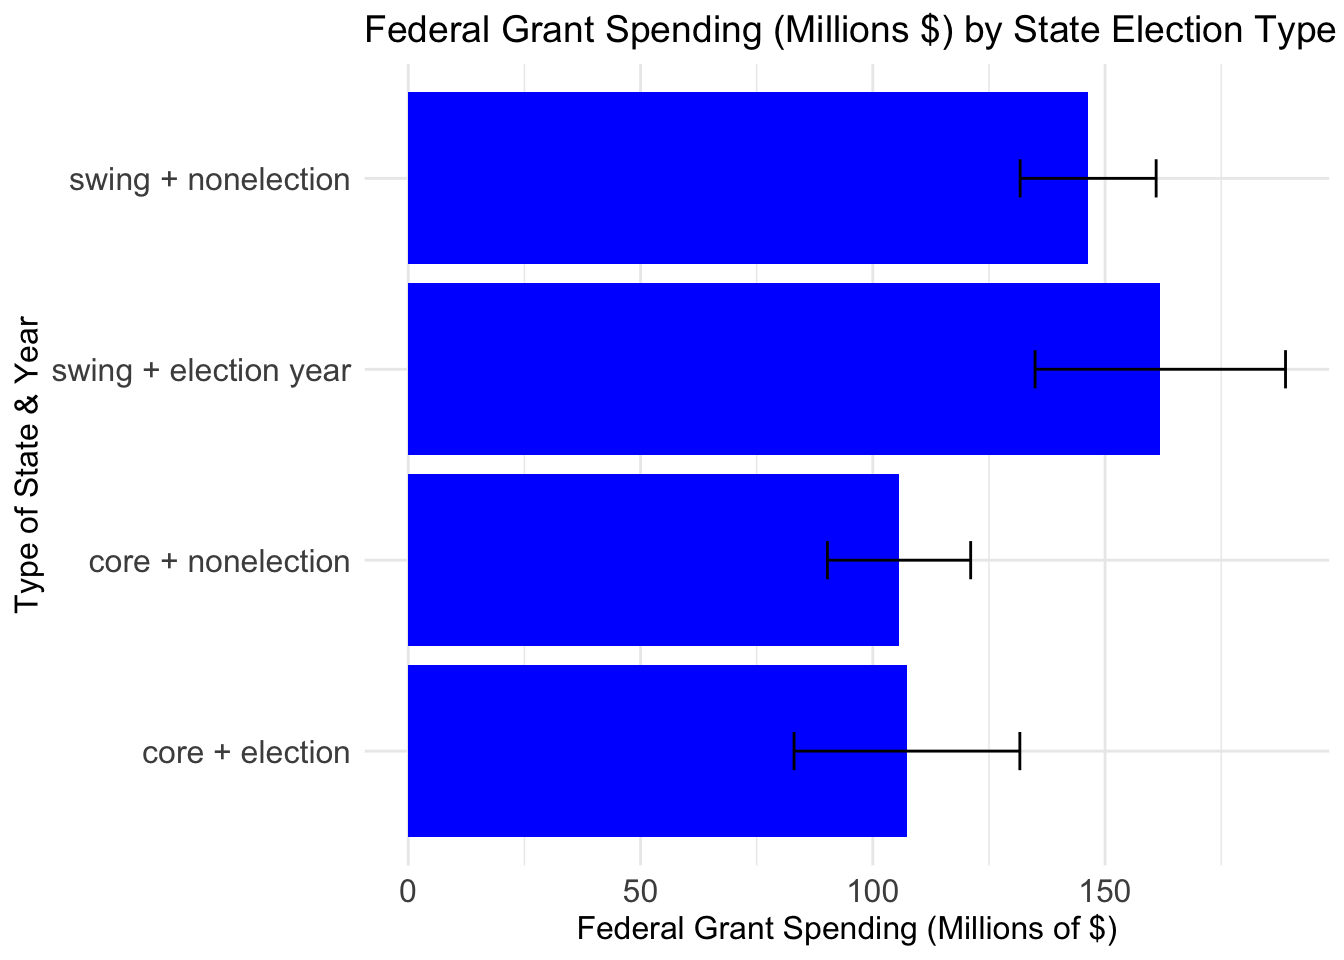 Federal Grant Spending (Millions $) by State Election Type
Type of State & Year
swing + nonelection
swing + election year
core + nonelection
core + election
0 50 100 150
Federal Grant Spending (Millions of $)